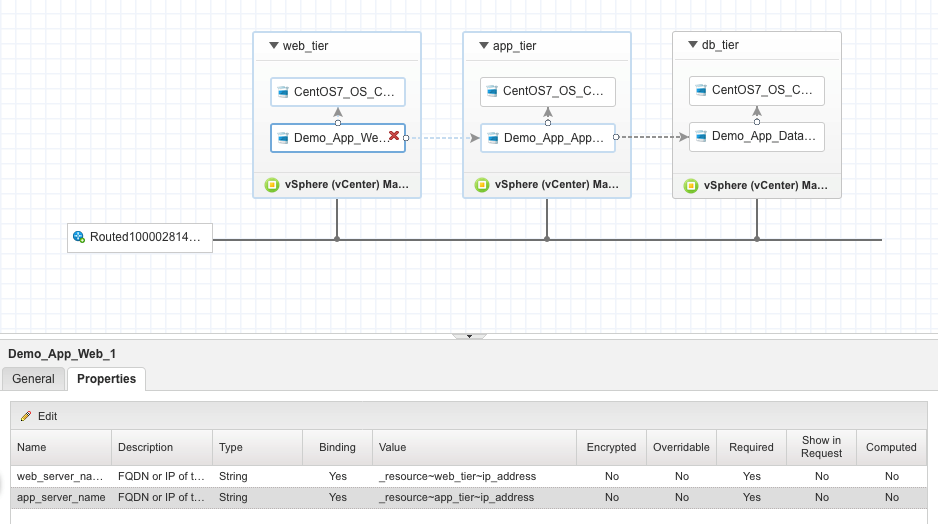 web_tier
app_tier
db_tier
CentOS7_OS_C...
CentOS7_OS_C...
CentOS7_OS_C...
Demo_App_We...
Demo_App_App...
Demo_App_Data...
vSphere (vCenter) Ma...
vSphere (vCenter) Ma...
vSphere (vCenter) Ma...
Routed100002814...
Demo_App_Web_1
General Properties
Edit
Name Description Type Binding Value Encrypted Overridable Required Show in Request Computed
web_server_na... FQDN or IP of t... String Yes _resource~web_tier~ip_address No No Yes No No
app_server_name FQDN or IP of t... String Yes _resource~app_tier~ip_address No No Yes No No